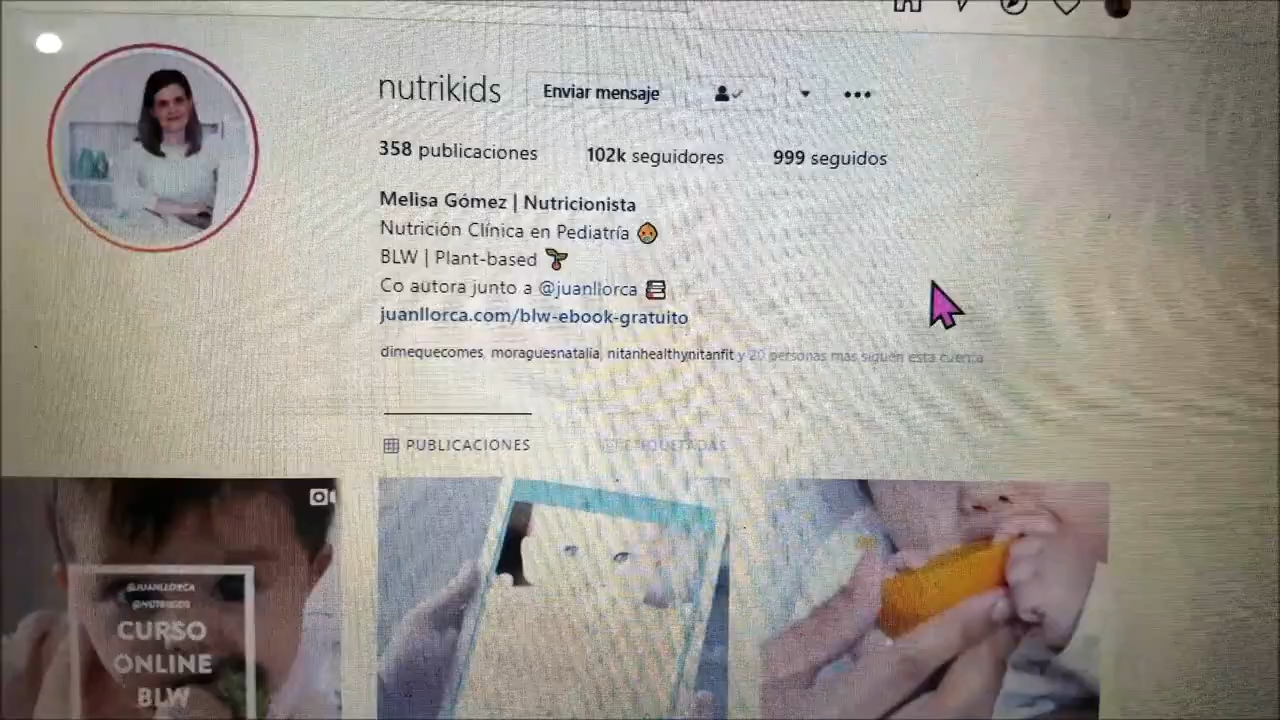 nutrikids Enviar mensaje
358 publicaciones 102k seguidores 999 seguidos
Melisa Gómez | Nutricionista
Nutrición Clínica en Pediatría
BLW | Plant-based
Co autora junto a @juanllorca
juanllorca.com/blw-ebook-gratuito
dimequecomes, moraguesnatalia, nitanhealthynitanfit y 20 personas más siguen esta cuenta
PUBLICACIONES ETIQUETADAS
@JUANLLORCA
@NUTRIKIDS
CURSO
ONLINE
BLW